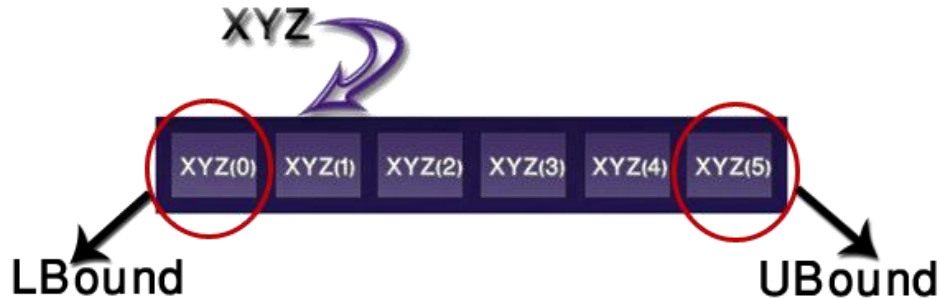 XYZ
XYZ(0) XYZ(1) XYZ(2) XYZ(3) XYZ(4) XYZ(5)
LBound UBound